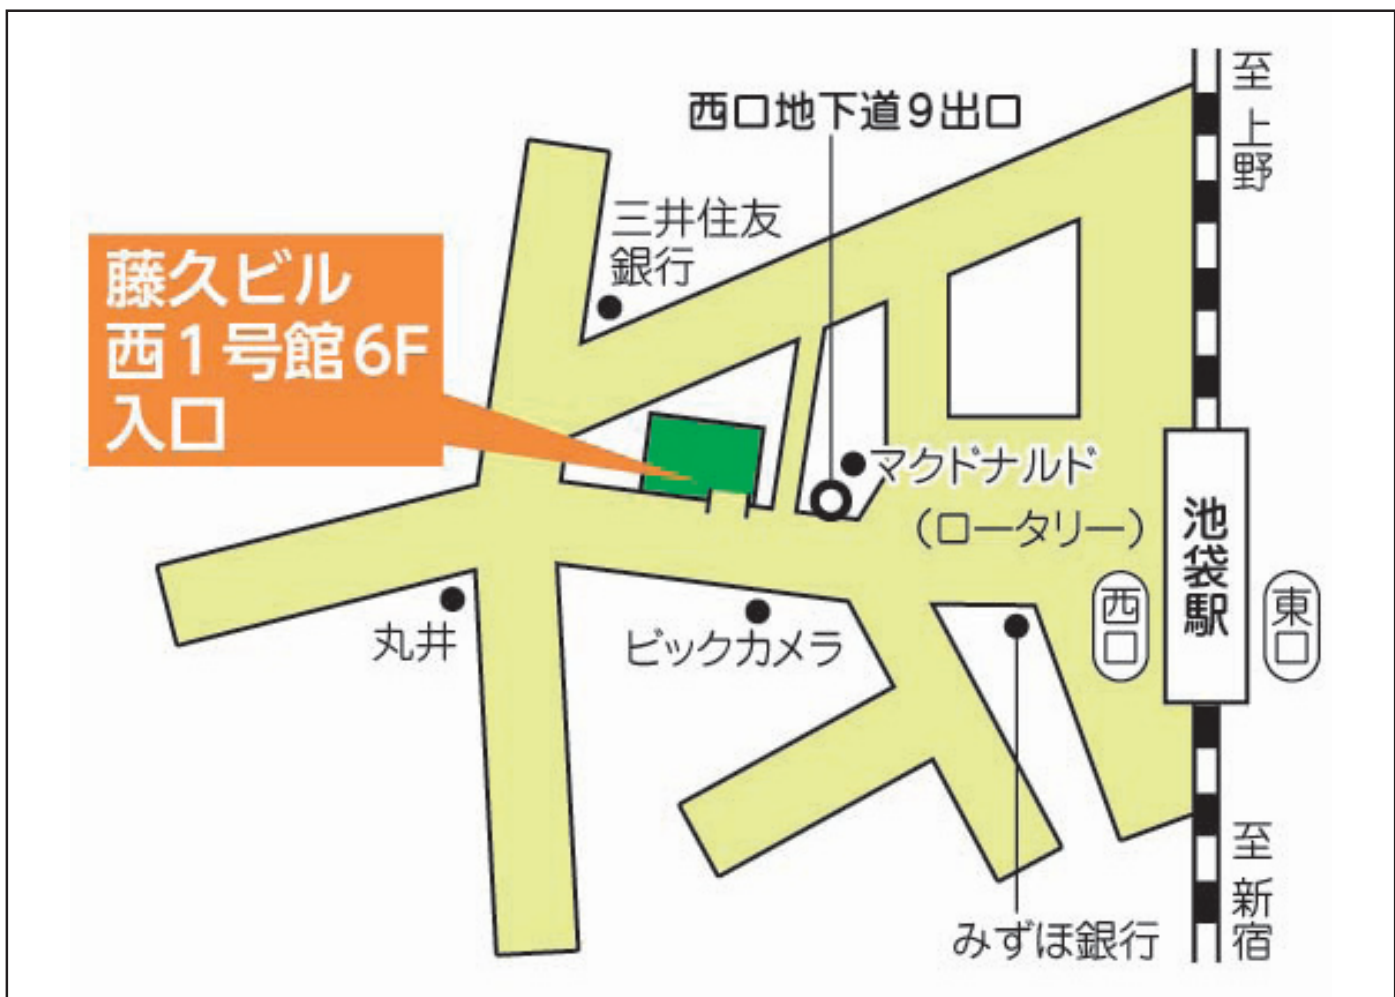 至上野
西口地下道9出口
三井住友
銀行
藤久ビル
西1号館6F
入口
マクドナルド
(ロータリー)
池袋駅
西口
東口
丸井
ビックカメラ
みずほ銀行
至新宿